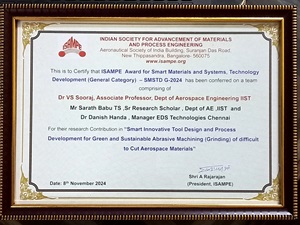 INDIAN SOCIETY FOR ADVANCEMENT OF MATERIALS
AND PROCESS ENGINEERING
Aeronautical Society of India Building, Suranjan Das Road
New Thippasandra, Bangalore- 560075
www.isampe.org
ISAMPE
This is to Certify that ISAMPE Award for Smart Materials and Systems, Technology
Development (General Category) – SMSTD G-2024 has been conferred on a team
comprising of
Dr VS Sooraj, Associate Professor, Dept of Aerospace Engineering IIST
Mr Sarath Babu TS ,Sr Research Scholar , Dept of AE ,IIST and
Dr Danish Handa , Manager EDS Technologies Chennai
For their research Contribution in "Smart Innovative Tool Design and Process
Development for Green and Sustainable Abrasive Machining (Grinding) of difficult
to Cut Aerospace Materials"
Shri A Rajarajan
Date: 8th November 2024
(President, ISAMPE)